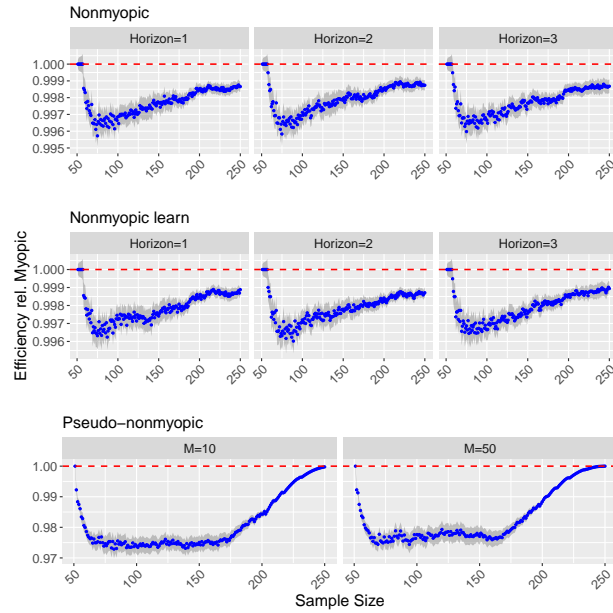 Nonmyopic
Horizon=1 Horizon=2 Horizon=3
1.000
0.999
0.998
0.997
0.996
0.995
50 100 150 200 250 50 100 150 200 250 50 100 150 200 250
Nonmyopic learn
Horizon=1 Horizon=2 Horizon=3
1.000
0.999
0.998
0.997
0.996
50 100 150 200 250 50 100 150 200 250 50 100 150 200 250
Efficiency rel. Myopic
Pseudo−nonmyopic
M=10 M=50
1.00
0.99
0.98
0.97
50 100 150 200 250 50 100 150 200 250
Sample Size